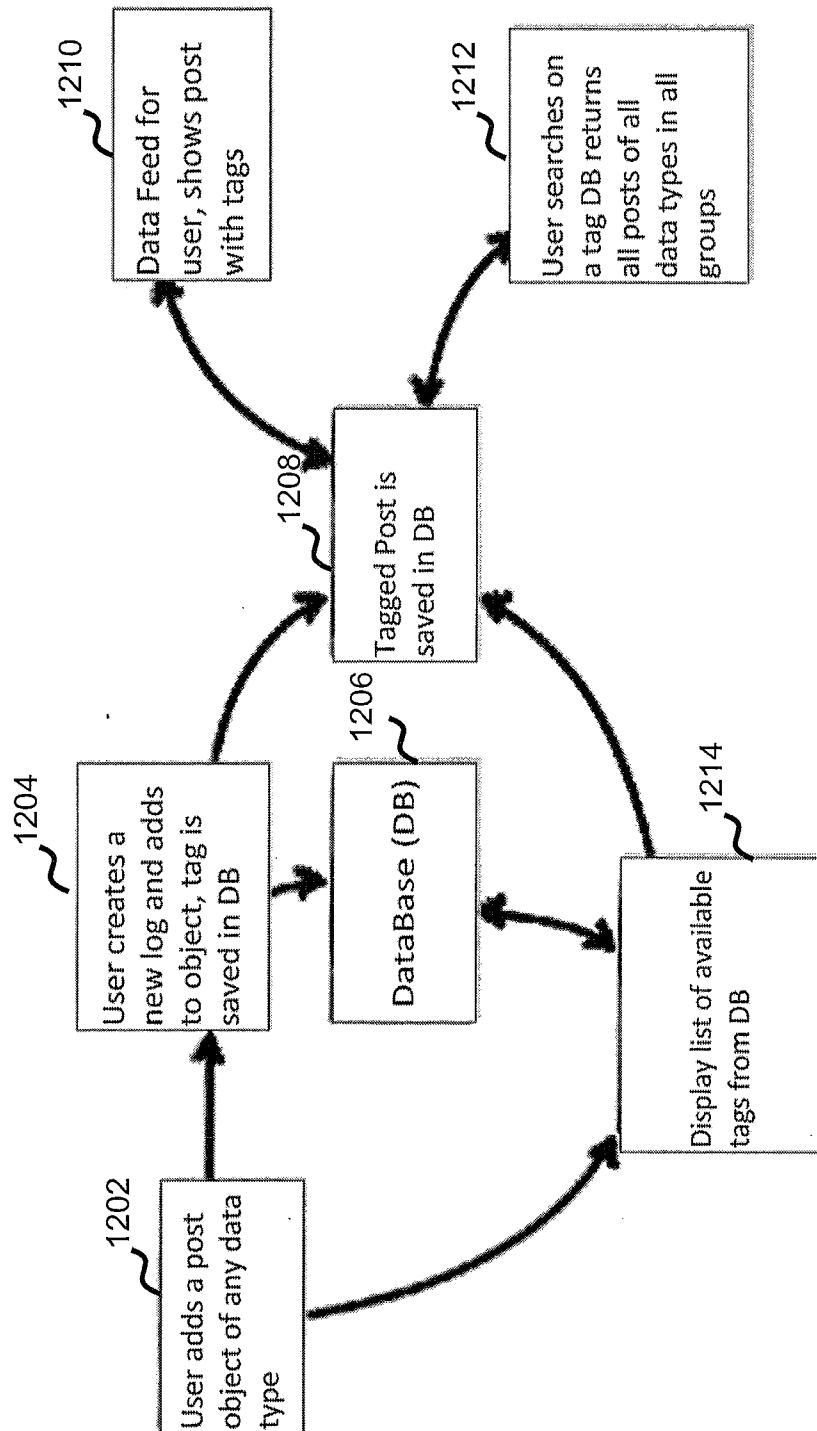 1202
User adds a post
object of any data
type
1204
User creates a
new log and adds
to object, tag is
saved in DB
1206
DataBase (DB)
1214
Display list of available
tags from DB
1208
Tagged Post is
saved in DB
1210
Data Feed for
user, shows post
with tags
1212
User searches on
a tag DB returns
all posts of all
data types in all
groups